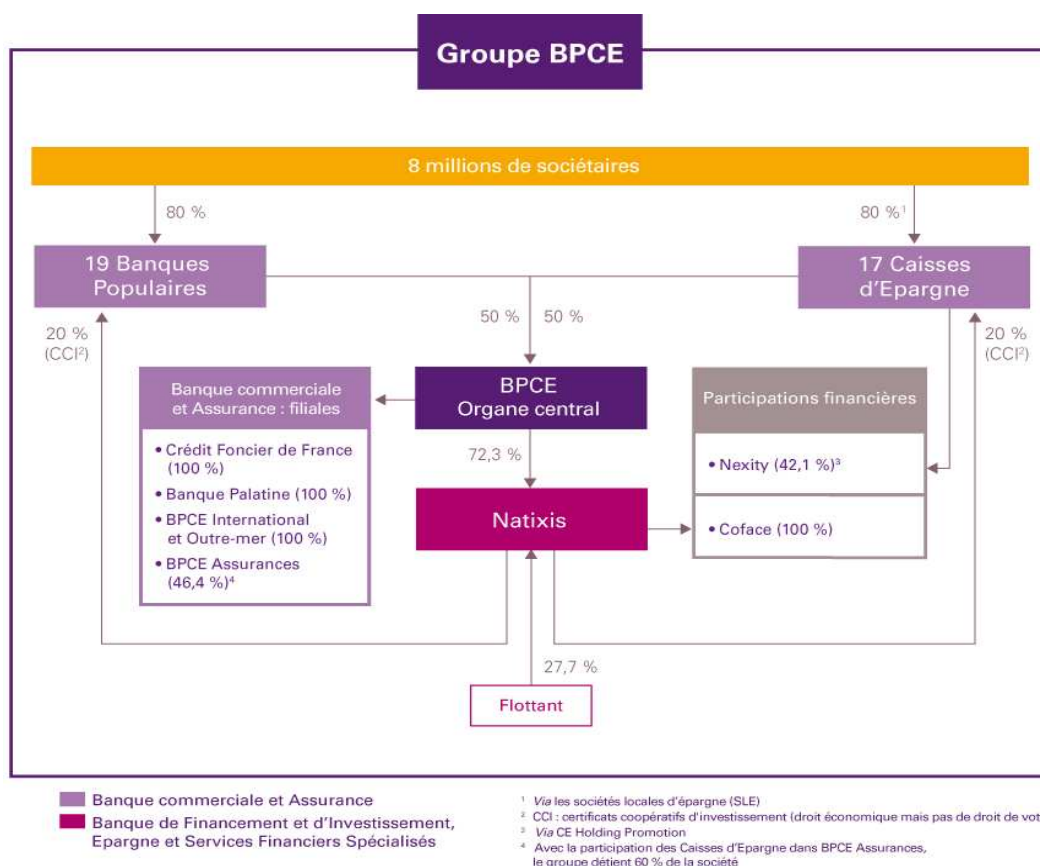 Groupe BPCE
8 millions de sociétaires
80 %
80 %¹
19 Banques
Populaires
17 Caisses
d'Epargne
20 %
(CCI²)
50 %
50 %
20 %
(CCI²)
Banque commerciale
et Assurance : filiales
• Crédit Foncier de France
(100 %)
• Banque Palatine (100 %)
• BPCE International
et Outre-mer (100 %)
• BPCE Assurances
(46,4 %)⁴
BPCE
Organe central
72,3 %
Natixis
Participations financières
• Nexity (42,1 %)³
• Coface (100 %)
27,7 %
Flottant
Banque commerciale et Assurance
Banque de Financement et d'Investissement,
Epargne et Services Financiers Spécialisés
¹ Via les sociétés locales d'épargne (SLE)
² CCI : certificats coopératifs d'investissement (droit économique mais pas de droit de vot
³ Via CE Holding Promotion
⁴ Avec la participation des Caisses d'Epargne dans BPCE Assurances,
le groupe détient 60 % de la société